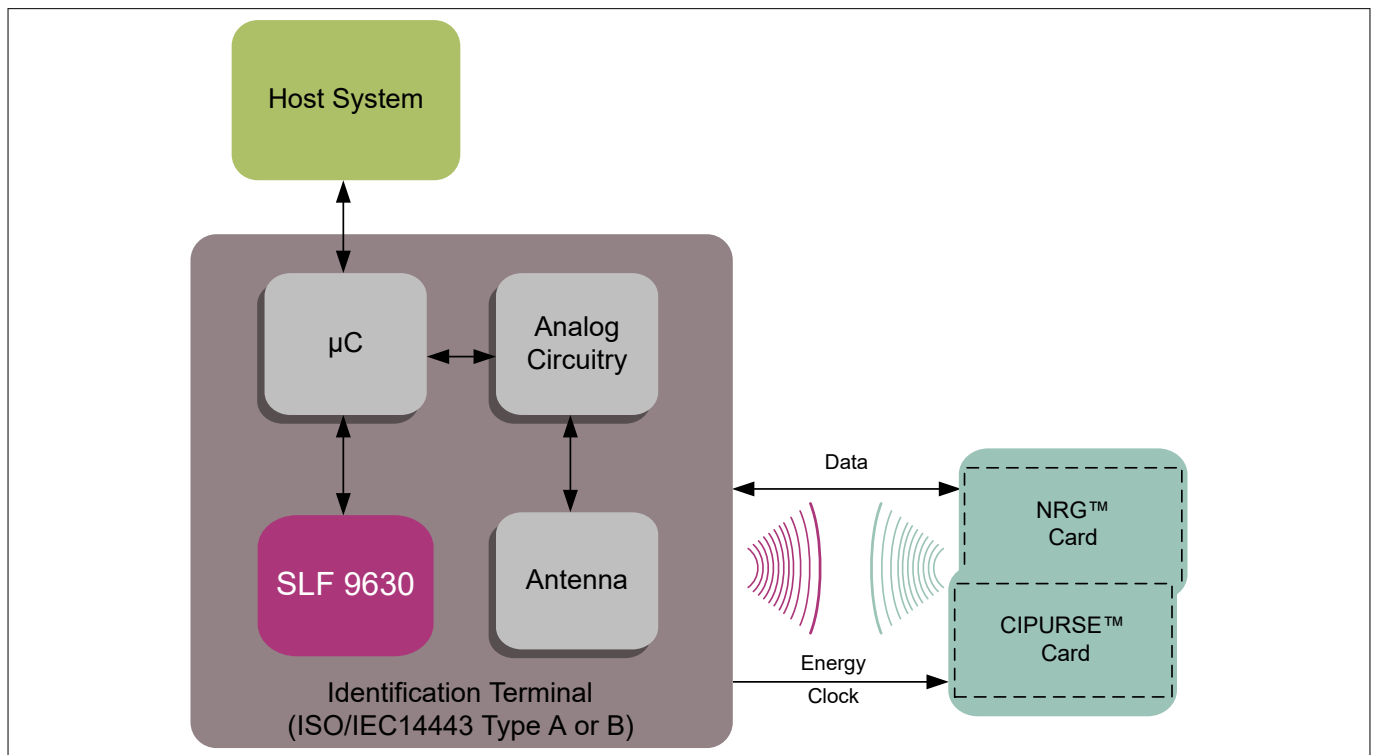 Host System
µC
Analog
Circuitry
SLF 9630
Antenna
Identification Terminal
(ISO/IEC14443 Type A or B)
Data
Energy
Clock
NRG™
Card
CIPURSE™
Card